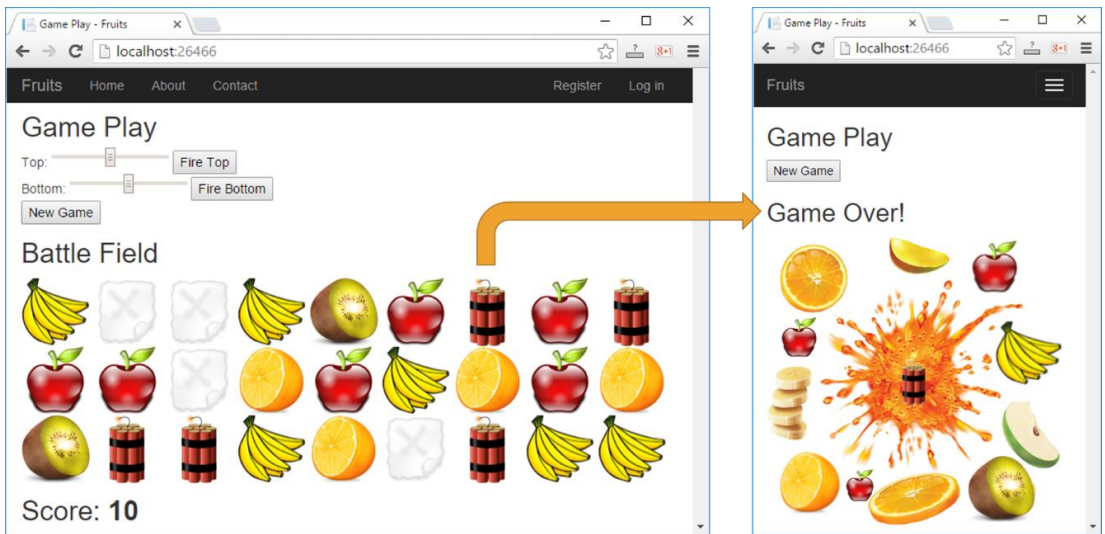 Game Play - Fruits
localhost:26466
Fruits Home About Contact Register Log in
Game Play
Top: Fire Top
Bottom: Fire Bottom
New Game
Battle Field
Score: 10
Game Play - Fruits
localhost:26466
Fruits
Game Play
New Game
Game Over!